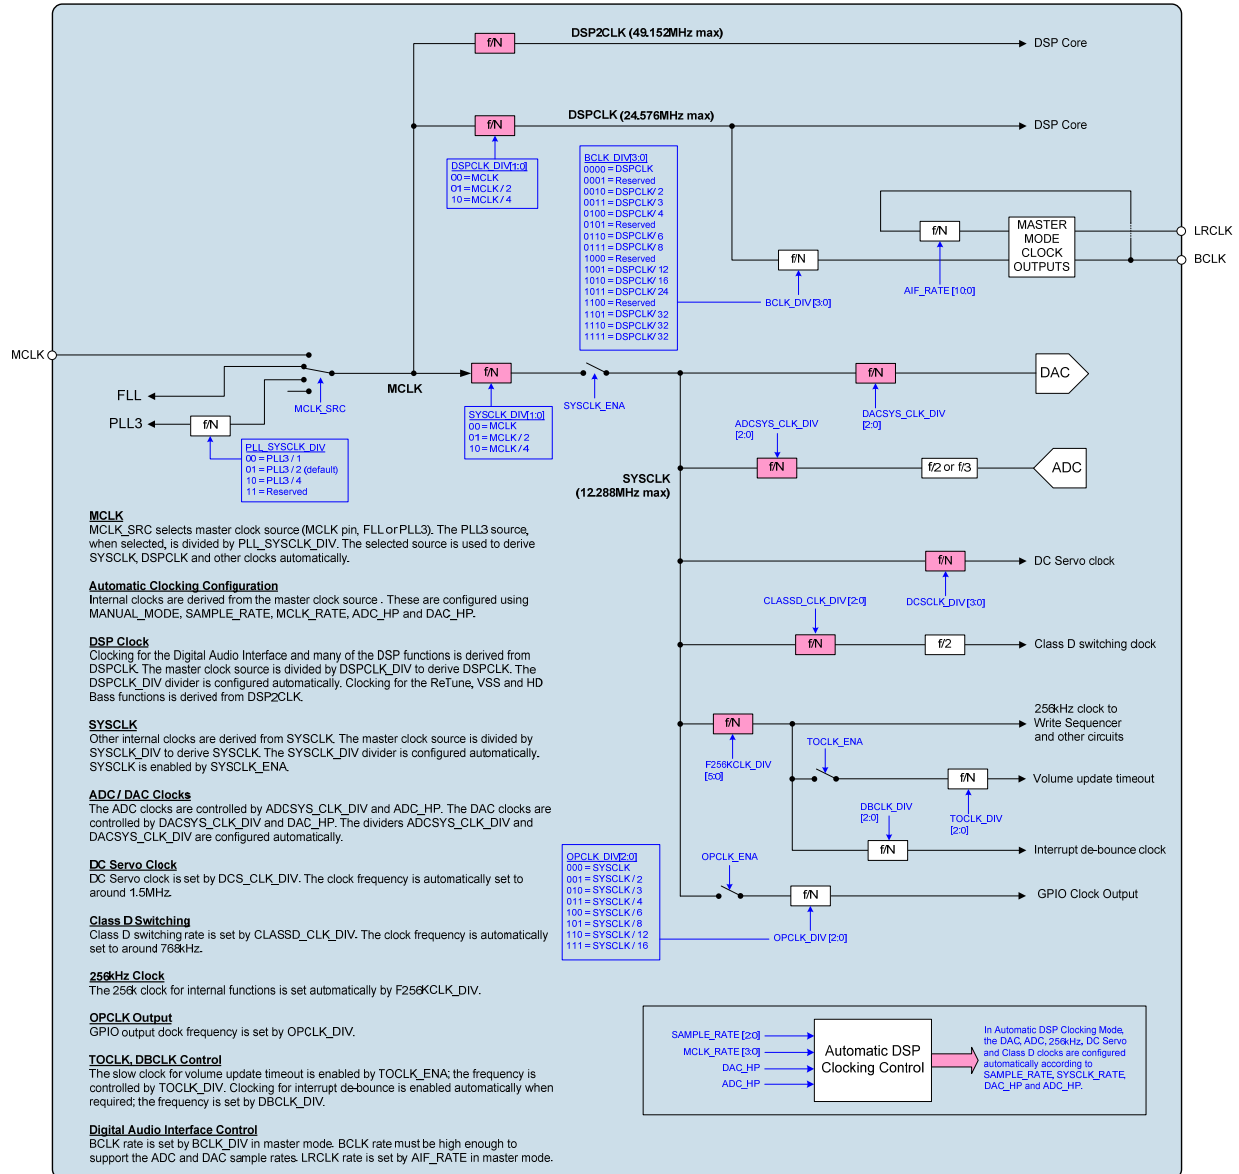 DSP2CLK (49.152MHz max)
f/N
DSP Core
DSPCLK (24.576MHz max)
f/N
DSP Core
DSPCLK_DIV[1:0]
00 = MCLK
01 = MCLK / 2
10 = MCLK / 4
BCLK_DIV[3:0]
0000 = DSPCLK
0001 = Reserved
0010 = DSPCLK / 2
0011 = DSPCLK / 3
0100 = DSPCLK / 4
0101 = Reserved
0110 = DSPCLK / 6
0111 = DSPCLK / 8
1000 = Reserved
1001 = DSPCLK / 12
1010 = DSPCLK / 16
1011 = DSPCLK / 24
1100 = Reserved
1101 = DSPCLK / 32
1110 = DSPCLK / 32
1111 = DSPCLK / 32
f/N
BCLK_DIV [3:0]
f/N
AIF_RATE [10:0]
MASTER
MODE
CLOCK
OUTPUTS
LRCLK
BCLK
MCLK
FLL
PLL3
f/N
MCLK_SRC
MCLK
PLL_SYSCLK_DIV
00 = PLL3 / 1
01 = PLL3 / 2 (default)
10 = PLL3 / 4
11 = Reserved
f/N
SYSCLK_DIV[1:0]
00 = MCLK
01 = MCLK / 2
10 = MCLK / 4
SYSCLK_ENA
f/N
DACSYS_CLK_DIV
[2:0]
DAC
ADCSYS_CLK_DIV
[2:0]
f/N
f/2 or f/3
ADC
SYSCLK
(12.288MHz max)
f/N
DC Servo clock
DCSCLK_DIV[3:0]
CLASSD_CLK_DIV [2:0]
f/N
f/2
Class D switching clock
f/N
F256KCLK_DIV
[5:0]
256kHz clock to
Write Sequencer
and other circuits
TOCLK_ENA
f/N
Volume update timeout
TOCLK_DIV
[2:0]
DBCLK_DIV
[2:0]
f/N
Interrupt de-bounce clock
OPCLK_DIV[2:0]
000 = SYSCLK
001 = SYSCLK / 2
010 = SYSCLK / 3
011 = SYSCLK / 4
100 = SYSCLK / 6
101 = SYSCLK / 8
110 = SYSCLK / 12
111 = SYSCLK / 16
OPCLK_ENA
f/N
GPIO Clock Output
OPCLK_DIV [2:0]
MCLK
MCLK_SRC selects master clock source (MCLK pin, FLL or PLL3). The PLL3 source,
when selected, is divided by PLL_SYSCLK_DIV. The selected source is used to derive
SYSCLK, DSPCLK and other clocks automatically.
Automatic Clocking Configuration
Internal clocks are derived from the master clock source . These are configured using
MANUAL_MODE, SAMPLE_RATE, MCLK_RATE, ADC_HP and DAC_HP.
DSP Clock
Clocking for the Digital Audio Interface and many of the DSP functions is derived from
DSPCLK. The master clock source is divided by DSPCLK_DIV to derive DSPCLK. The
DSPCLK_DIV divider is configured automatically. Clocking for the ReTune, VSS and HD
Bass functions is derived from DSP2CLK.
SYSCLK
Other internal clocks are derived from SYSCLK. The master clock source is divided by
SYSCLK_DIV to derive SYSCLK. The SYSCLK_DIV divider is configured automatically.
SYSCLK is enabled by SYSCLK_ENA.
ADC / DAC Clocks
The ADC clocks are controlled by ADCSYS_CLK_DIV and ADC_HP. The DAC clocks are
controlled by DACSYS_CLK_DIV and DAC_HP. The dividers ADCSYS_CLK_DIV and
DACSYS_CLK_DIV are configured automatically.
DC Servo Clock
DC Servo clock is set by DCS_CLK_DIV. The clock frequency is automatically set to
around 1.5MHz.
Class D Switching
Class D switching rate is set by CLASSD_CLK_DIV. The clock frequency is automatically
set to around 768kHz.
256kHz Clock
The 256k clock for internal functions is set automatically by F256KCLK_DIV.
OPCLK Output
GPIO output clock frequency is set by OPCLK_DIV.
TOCLK, DBCLK Control
The slow clock for volume update timeout is enabled by TOCLK_ENA; the frequency is
controlled by TOCLK_DIV. Clocking for interrupt de-bounce is enabled automatically when
required; the frequency is set by DBCLK_DIV.
Digital Audio Interface Control
BCLK rate is set by BCLK_DIV in master mode. BCLK rate must be high enough to
support the ADC and DAC sample rates. LRCLK rate is set by AIF_RATE in master mode.
SAMPLE_RATE [2:0]
MCLK_RATE [3:0]
DAC_HP
ADC_HP
Automatic DSP
Clocking Control
In Automatic DSP Clocking Mode,
the DAC, ADC, 256kHz, DC Servo
and Class D clocks are configured
automatically according to
SAMPLE_RATE, SYSCLK_RATE,
DAC_HP and ADC_HP.